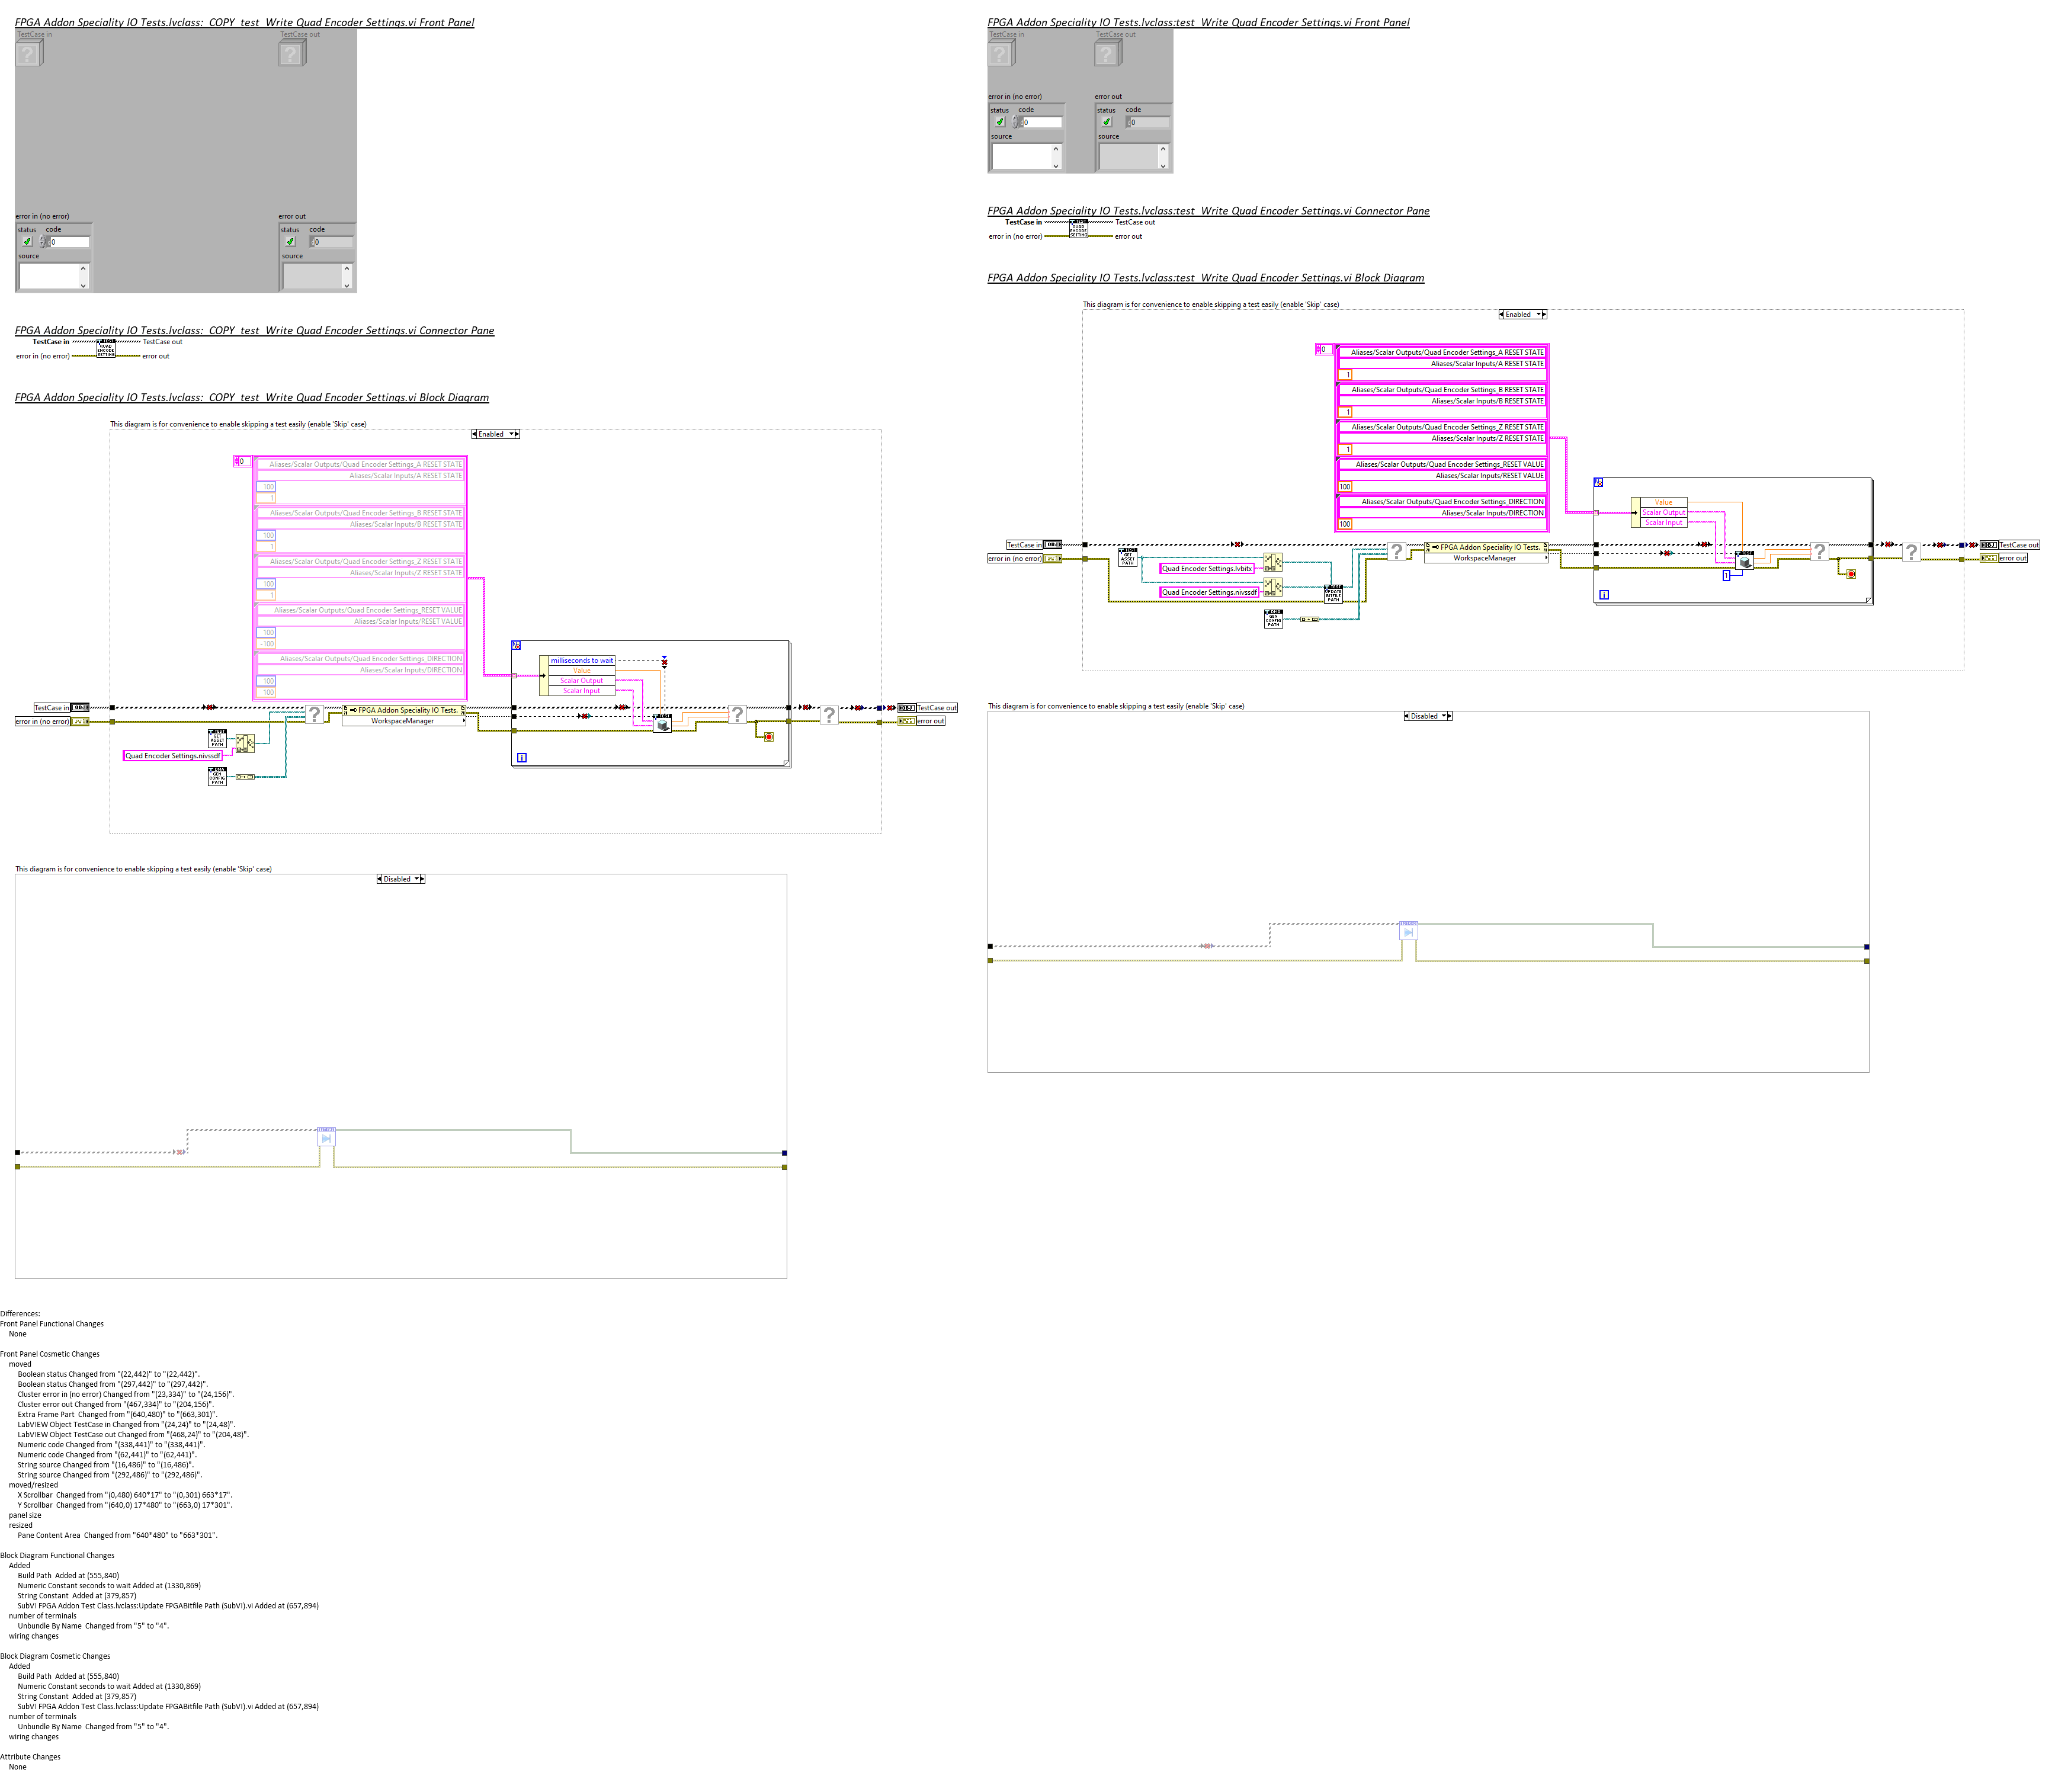 FPGA Addon Speciality IO Tests.lvclass:_COPY_test_Write Quad Encoder Settings.vi Front Panel
TestCase in
TestCase out
error in (no error)
error out
status
code
0
status
code
0
source
source
FPGA Addon Speciality IO Tests.lvclass:_COPY_test_Write Quad Encoder Settings.vi Connector Pane
TestCase in
TestCase out
error in (no error)
error out
FPGA Addon Speciality IO Tests.lvclass:_COPY_test_Write Quad Encoder Settings.vi Block Diagram
This diagram is for convenience to enable skipping a test easily (enable 'Skip' case)
Enabled
0
Aliases/Scalar Outputs/Quad Encoder Settings_A RESET STATE
Aliases/Scalar Inputs/A RESET STATE
100
1
Aliases/Scalar Outputs/Quad Encoder Settings_B RESET STATE
Aliases/Scalar Inputs/B RESET STATE
100
1
Aliases/Scalar Outputs/Quad Encoder Settings_Z RESET STATE
Aliases/Scalar Inputs/Z RESET STATE
100
1
Aliases/Scalar Outputs/Quad Encoder Settings_RESET VALUE
Aliases/Scalar Inputs/RESET VALUE
100
-100
Aliases/Scalar Outputs/Quad Encoder Settings_DIRECTION
Aliases/Scalar Inputs/DIRECTION
100
100
milliseconds to wait
Value
Scalar Output
Scalar Input
TestCase in
error in (no error)
FPGA Addon Speciality IO Tests.
WorkspaceManager
TestCase out
error out
Quad Encoder Settings.nivssdf
This diagram is for convenience to enable skipping a test easily (enable 'Skip' case)
Disabled
FPGA Addon Speciality IO Tests.lvclass:test_Write Quad Encoder Settings.vi Front Panel
TestCase in
TestCase out
error in (no error)
error out
status
code
0
status
code
0
source
source
FPGA Addon Speciality IO Tests.lvclass:test_Write Quad Encoder Settings.vi Connector Pane
TestCase in
TestCase out
error in (no error)
error out
FPGA Addon Speciality IO Tests.lvclass:test_Write Quad Encoder Settings.vi Block Diagram
This diagram is for convenience to enable skipping a test easily (enable 'Skip' case)
Enabled
0
Aliases/Scalar Outputs/Quad Encoder Settings_A RESET STATE
Aliases/Scalar Inputs/A RESET STATE
1
Aliases/Scalar Outputs/Quad Encoder Settings_B RESET STATE
Aliases/Scalar Inputs/B RESET STATE
1
Aliases/Scalar Outputs/Quad Encoder Settings_Z RESET STATE
Aliases/Scalar Inputs/Z RESET STATE
1
Aliases/Scalar Outputs/Quad Encoder Settings_RESET VALUE
Aliases/Scalar Inputs/RESET VALUE
100
Aliases/Scalar Outputs/Quad Encoder Settings_DIRECTION
Aliases/Scalar Inputs/DIRECTION
100
Value
Scalar Output
Scalar Input
TestCase in
error in (no error)
FPGA Addon Speciality IO Tests.
WorkspaceManager
TestCase out
error out
Quad Encoder Settings.lvbitx
Quad Encoder Settings.nivssdf
1
This diagram is for convenience to enable skipping a test easily (enable 'Skip' case)
Disabled
Differences:
Front Panel Functional Changes
None
Front Panel Cosmetic Changes
moved
Boolean status Changed from "(22,442)" to "(22,442)".
Boolean status Changed from "(297,442)" to "(297,442)".
Cluster error in (no error) Changed from "(23,334)" to "(24,156)".
Cluster error out Changed from "(467,334)" to "(204,156)".
Extra Frame Part  Changed from "(640,480)" to "(663,301)".
LabVIEW Object TestCase in Changed from "(24,24)" to "(24,48)".
LabVIEW Object TestCase out Changed from "(468,24)" to "(204,48)".
Numeric code Changed from "(338,441)" to "(338,441)".
Numeric code Changed from "(62,441)" to "(62,441)".
String source Changed from "(16,486)" to "(16,486)".
String source Changed from "(292,486)" to "(292,486)".
moved/resized
X Scrollbar  Changed from "(0,480) 640*17" to "(0,301) 663*17".
Y Scrollbar  Changed from "(640,0) 17*480" to "(663,0) 17*301".
panel size
resized
Pane Content Area  Changed from "640*480" to "663*301".
Block Diagram Functional Changes
Added
Build Path  Added at (555,840)
Numeric Constant seconds to wait Added at (1330,869)
String Constant  Added at (379,857)
SubVI FPGA Addon Test Class.lvclass:Update FPGABitfile Path (SubVI).vi Added at (657,894)
number of terminals
Unbundle By Name  Changed from "5" to "4".
wiring changes
Block Diagram Cosmetic Changes
Added
Build Path  Added at (555,840)
Numeric Constant seconds to wait Added at (1330,869)
String Constant  Added at (379,857)
SubVI FPGA Addon Test Class.lvclass:Update FPGABitfile Path (SubVI).vi Added at (657,894)
number of terminals
Unbundle By Name  Changed from "5" to "4".
wiring changes
Attribute Changes
None